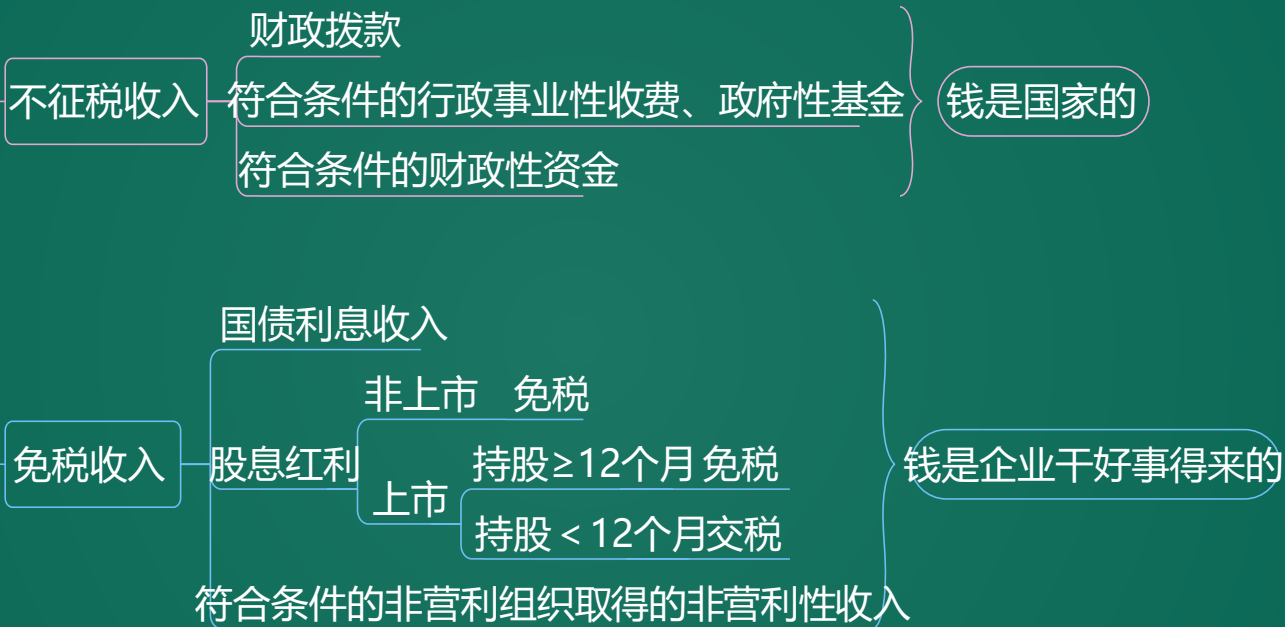 财政拨款
不征税收入
符合条件的行政事业性收费、政府性基金
钱是国家的
符合条件的财政性资金
国债利息收入
非上市 免税
免税收入
股息红利
持股≥12个月 免税
钱是企业干好事得来的
上市
持股＜12个月交税
符合条件的非营利组织取得的非营利性收入